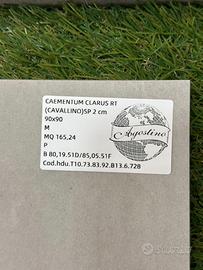 CAEMENTUM CLARUS RT
(CAVALLINO)SP 2 cm
90x90
M
MQ 165,24
P
B 80,19.51D/85,05.51F
Cod.hdu.T10.73.83.92.B13.6.728
Agostino
subito